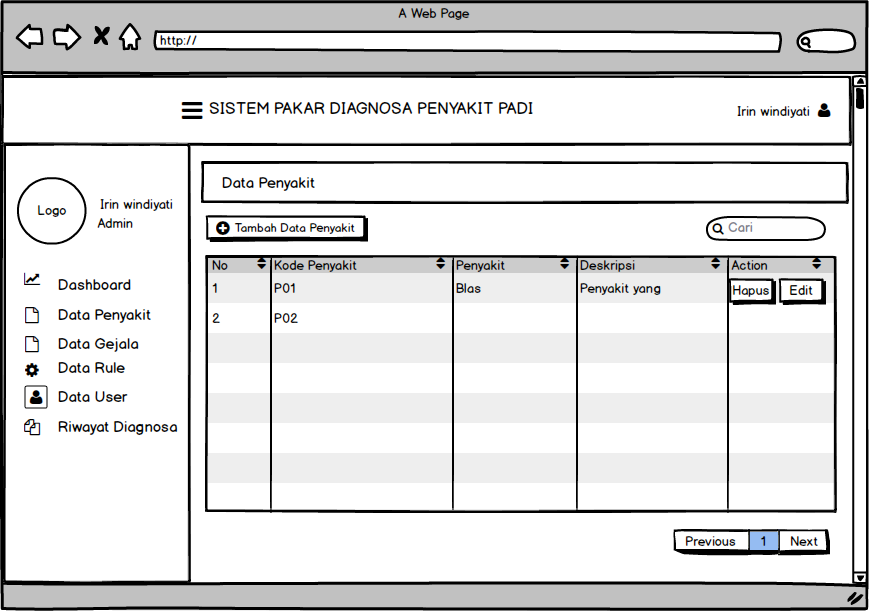 A Web Page
http://
SISTEM PAKAR DIAGNOSA PENYAKIT PADI
Irin windiyati
Logo
Irin windiyati
Admin
Dashboard
Data Penyakit
Data Gejala
Data Rule
Data User
Riwayat Diagnosa
Data Penyakit
Tambah Data Penyakit
Cari
No Kode Penyakit Penyakit Deskripsi Action
1 P01 Blas Penyakit yang Hapus Edit
2 P02
Previous 1 Next